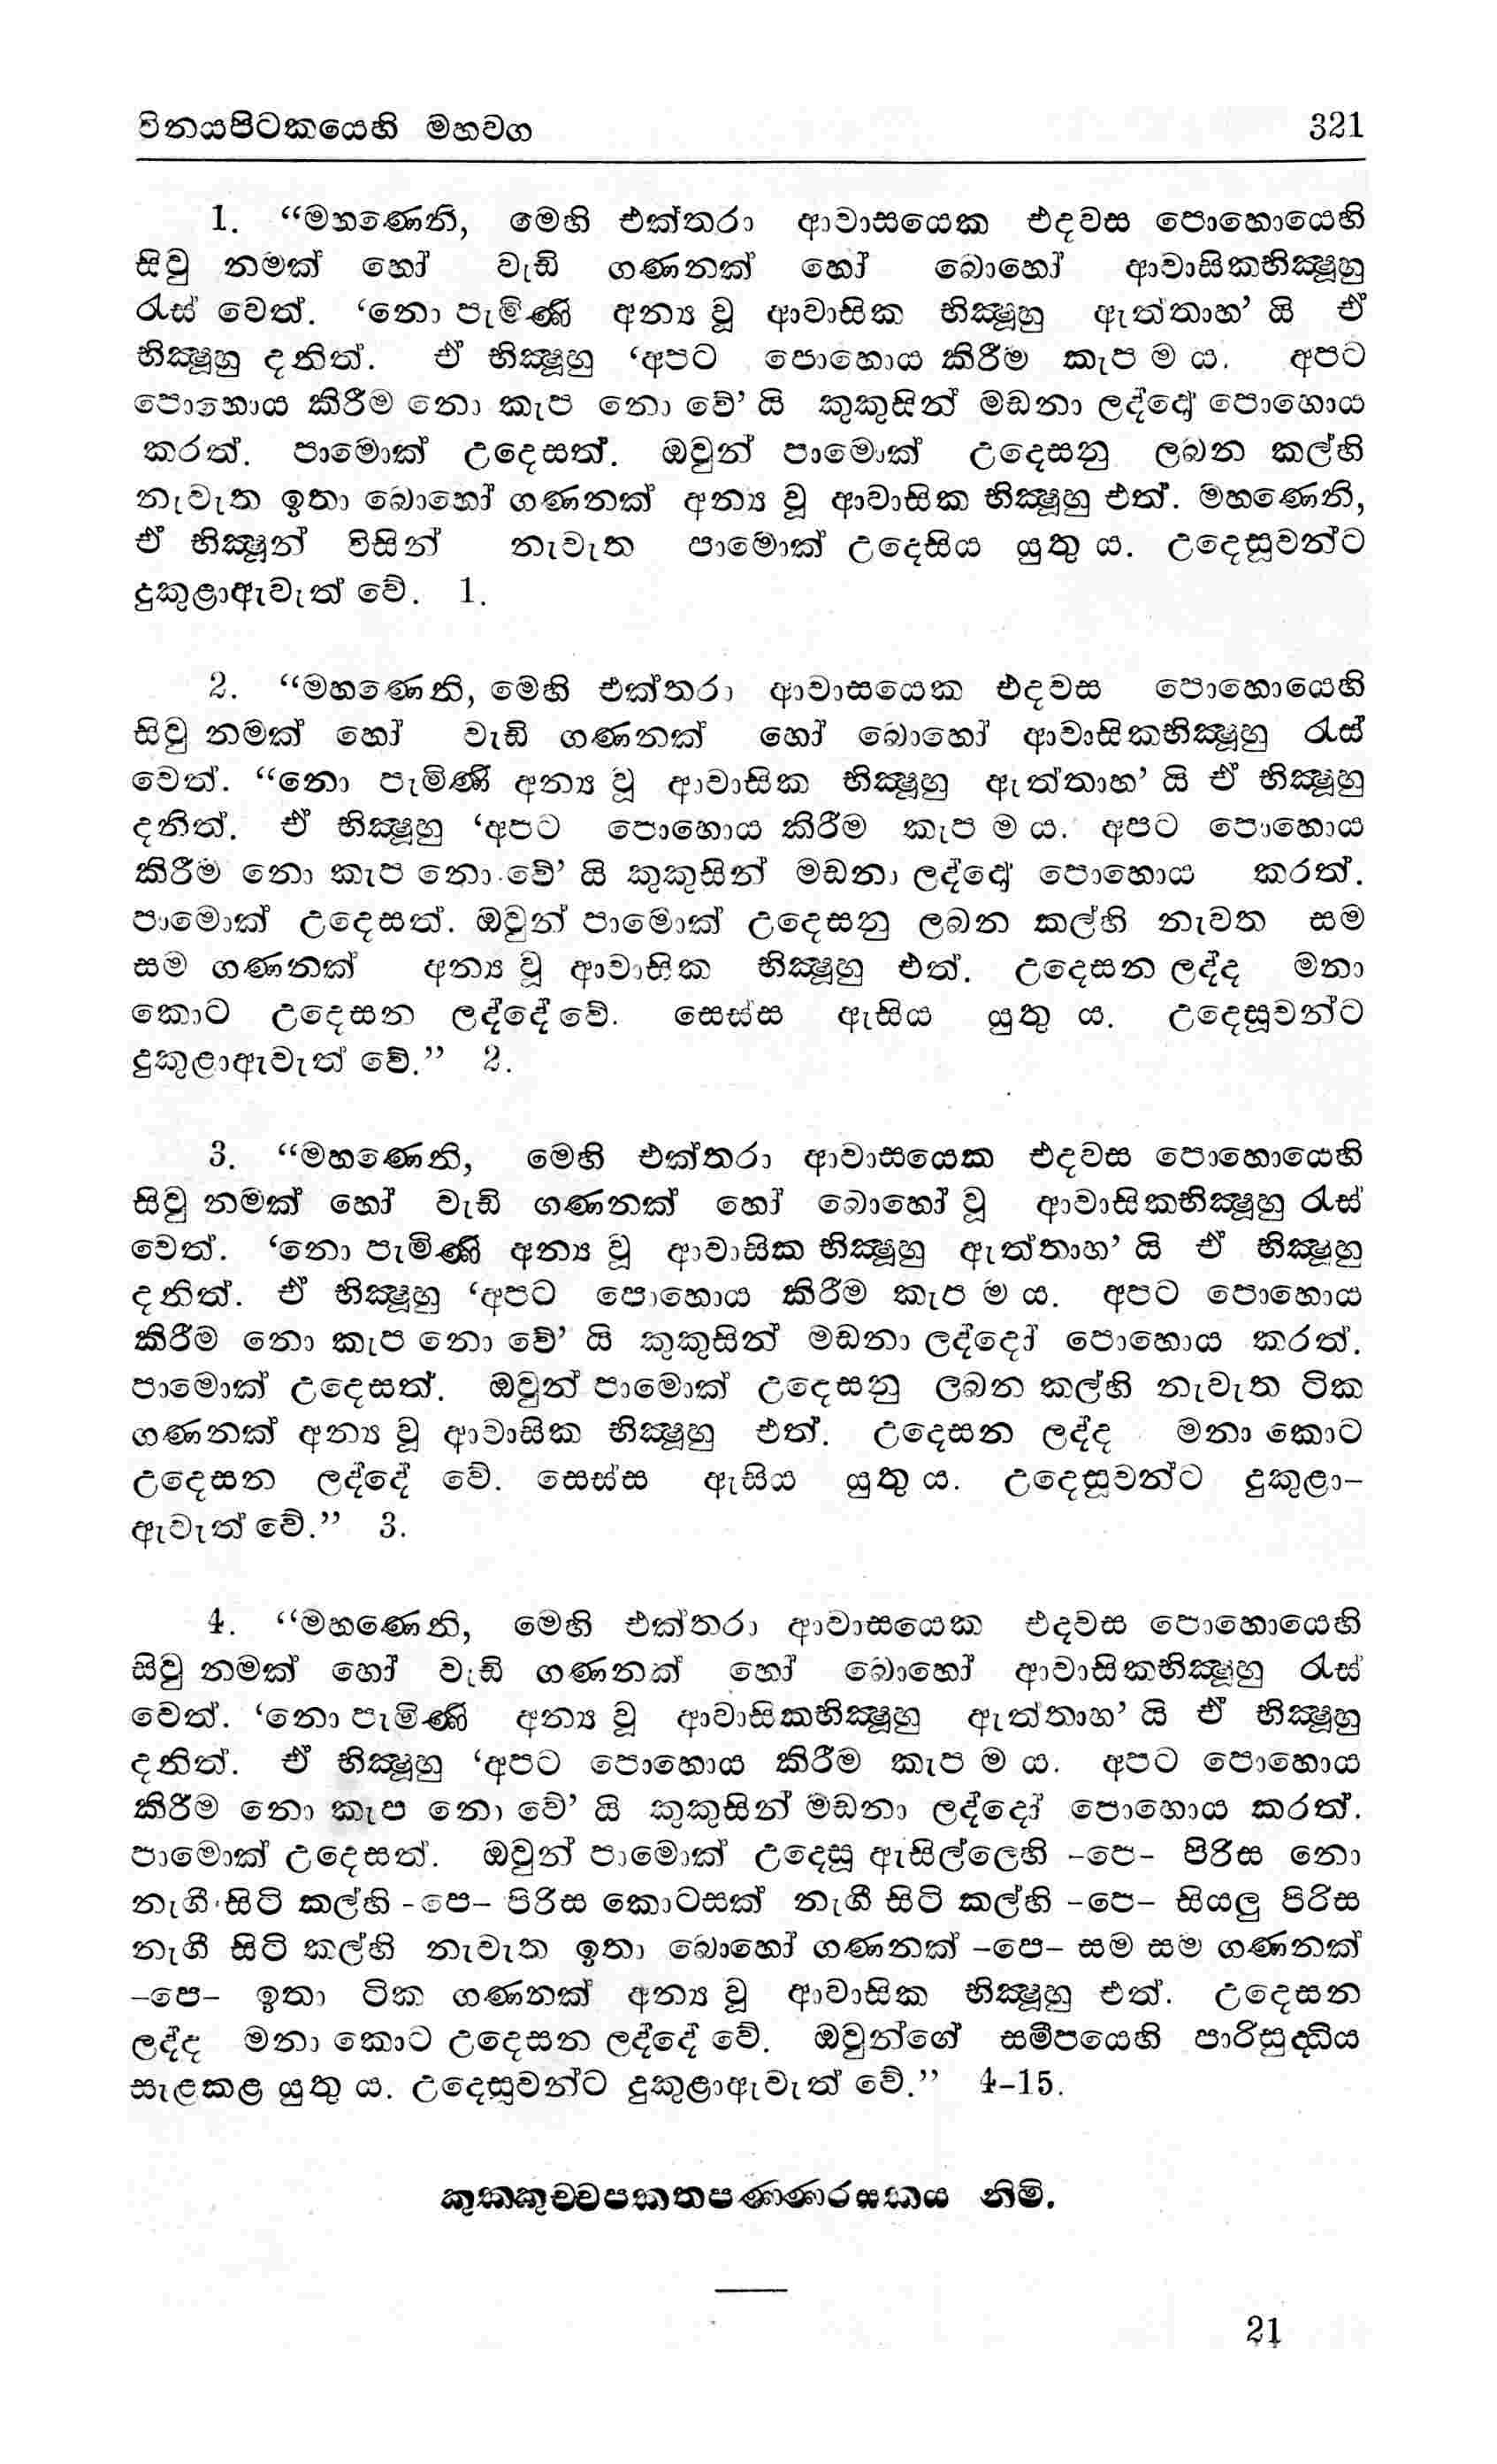 විනයපිටකයෙහි මහවග 321
1. “මහණෙනි, මෙහි එක්තරා ආවාසයෙක එදවස පොහොයෙහි
සිවු නමක් හෝ වැඩි ගණනක් හෝ බොහෝ ආවාසිකභික්‍ෂූහු
රැස් වෙත්. ‘නො පැමිණි අන්‍ය වූ ආවාසික භික්‍ෂූහු ඇත්තාහ’ යි ඒ
භික්‍ෂූහු දනිත්. ඒ භික්‍ෂූහු ‘අපට පොහොය කිරීම කැප ම ය. අපට
පොහොය කිරීම නො කැප නො වේ’ යි කුකුසින් මඩනා ලද්දෝ පොහොය
කරත්. පාමොක් උදෙසත්. ඔවුන් පාමොක් උදෙසනු ලබන කල්හි
නැවැත ඉතා බොහෝ ගණනක් අන්‍ය වූ ආවාසික භික්‍ෂූහු එත්. මහණෙනි,
ඒ භික්‍ෂූන් විසින් නැවැත පාමොක් උදෙසිය යුතු ය. උදෙසූවන්ට
දුකුළාඇවැත් වේ. 1.
2. “මහණෙනි, මෙහි එක්තරා ආවාසයෙක එදවස පොහොයෙහි
සිවු නමක් හෝ වැඩි ගණනක් හෝ බොහෝ ආවාසිකභික්‍ෂූහු රැස්
වෙත්. “නො පැමිණි අන්‍ය වූ ආවාසික භික්‍ෂූහු ඇත්තාහ’ යි ඒ භික්‍ෂූහු
දනිත්. ඒ භික්‍ෂූහු ‘අපට පොහොය කිරීම කැප ම ය. අපට පොහොය
කිරීම නො කැප නො වේ’ යි කුකුසින් මඩනා ලද්දෝ පොහොය කරත්.
පාමොක් උදෙසත්. ඔවුන් පාමොක් උදෙසනු ලබන කල්හි නැවත සම
සම ගණනක් අන්‍ය වූ ආවාසික භික්‍ෂූහු එත්. උදෙසන ලද්ද මනා
කොට උදෙසන ලද්දේ වේ. සෙස්ස ඇසිය යුතු ය. උදෙසූවන්ට
දුකුළාඇවැත් වේ.” 2.
3. “මහණෙනි, මෙහි එක්තරා ආවාසයෙක එදවස පොහොයෙහි
සිවු නමක් හෝ වැඩි ගණනක් හෝ බොහෝ වූ ආවාසිකභික්‍ෂූහු රැස්
වෙත්. ‘නො පැමිණි අන්‍ය වූ ආවාසික භික්‍ෂූහු ඇත්තාහ’ යි ඒ භික්‍ෂූහු
දනිත්. ඒ භික්‍ෂූහු ‘අපට පොහොය කිරීම කැප ම ය. අපට පොහොය
කිරීම නො කැප නො වේ’ යි කුකුසින් මඩනා ලද්දෝ පොහොය කරත්.
පාමොක් උදෙසත්. ඔවුන් පාමොක් උදෙසනු ලබන කල්හි නැවැත ටික
ගණනක් අන්‍ය වූ ආවාසික භික්‍ෂූහු එත්. උදෙසන ලද්ද මනා කොට
උදෙසන ලද්දේ වේ. සෙස්ස ඇසිය යුතු ය. උදෙසූවන්ට දුකුළා–
ඇවැත් වේ.” 3.
4. “මහණෙනි, මෙහි එක්තරා ආවාසයෙක එදවස පොහොයෙහි
සිවු නමක් හෝ වැඩි ගණනක් හෝ බොහෝ ආවාසිකභික්‍ෂූහු රැස්
වෙත්. ‘නො පැමිණි අන්‍ය වූ ආවාසිකභික්‍ෂූහු ඇත්තාහ’ යි ඒ භික්‍ෂූහු
දනිත්. ඒ භික්‍ෂූහු ‘අපට පොහොය කිරීම කැප ම ය. අපට පොහොය
කිරීම නො කැප නො වේ’ යි කුකුසින් මඩනා ලද්දෝ පොහොය කරත්.
පාමොක් උදෙසත්. ඔවුන් පාමොක් උදෙසූ ඇසිල්ලෙහි –පෙ– පිරිස නො
නැගී සිටි කල්හි -පෙ– පිරිස කොටසක් නැගී සිටි කල්හි –පෙ– සියලු පිරිස
නැගී සිටි කල්හි නැවැත ඉතා බොහෝ ගණනක් –පෙ– සම සම ගණනක්
–පෙ– ඉතා ටික ගණනක් අන්‍ය වූ ආවාසික භික්‍ෂූහු එත්. උදෙසන
ලද්ද මනා කොට උදෙසන ලද්දේ වේ. ඔවුන්ගේ සමීපයෙහි පාරිසුද්‍ධිය
සැළකළ යුතු ය. උදෙසූවන්ට දුකුළාඇවැත් වේ.” 4–15.
කුක‍්කුච‍්චපකතපණ‍්ණරසකය නිමි.
21